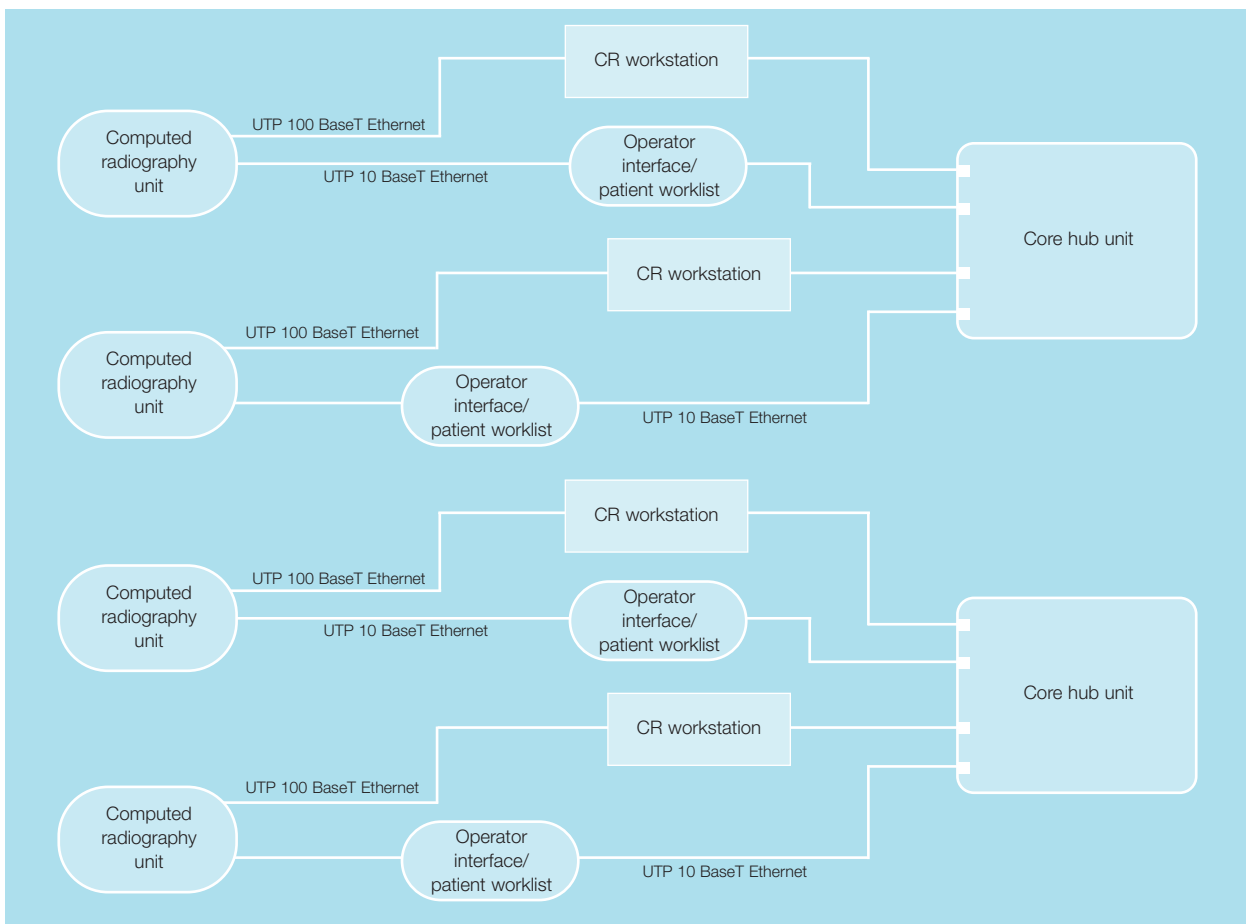 CR workstation
UTP 100 BaseT Ethernet
Computed
radiography
unit
Operator
interface/
patient worklist
UTP 10 BaseT Ethernet
Core hub unit
CR workstation
UTP 100 BaseT Ethernet
Computed
radiography
unit
Operator
interface/
patient worklist
UTP 10 BaseT Ethernet
CR workstation
UTP 100 BaseT Ethernet
Computed
radiography
unit
Operator
interface/
patient worklist
UTP 10 BaseT Ethernet
Core hub unit
CR workstation
UTP 100 BaseT Ethernet
Computed
radiography
unit
Operator
interface/
patient worklist
UTP 10 BaseT Ethernet